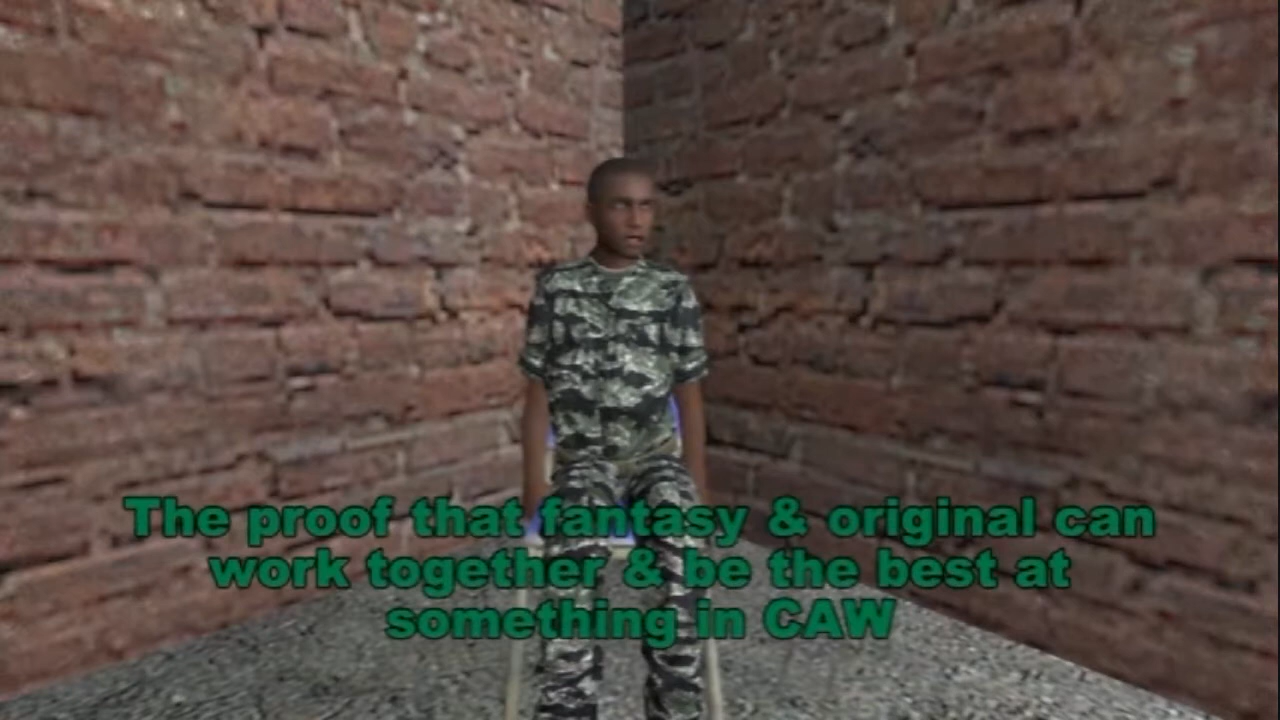 The proof that fantasy & original can
work together & be the best at
something in CAW